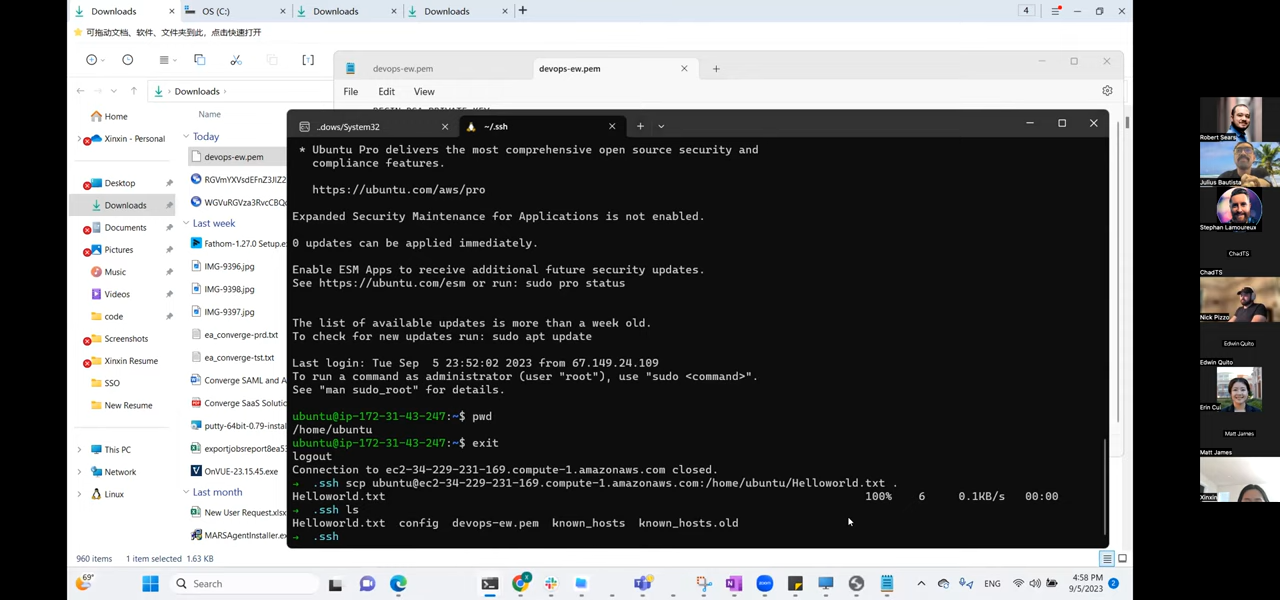 Downloads
OS (C:)
Downloads
Downloads
4
可拖动文档、软件、文件夹到此，快速打开
Downloads
Home
Xinxin - Personal
Desktop
Downloads
Documents
Pictures
Music
Videos
code
Screenshots
Xinxin Resume
SSO
New Resume
This PC
Network
Linux
Name
Today
devops-ew.pem
RGVmYXVsdEFnZ3JlZ2
WGVuRGVza3RvcCBQc
Last week
Fathom-1.27.0 Setup.e
IMG-9396.jpg
IMG-9398.jpg
IMG-9397.jpg
ea_converge-prd.txt
ea_converge-tst.txt
Converge SAML and A
Converge SaaS Solutio
putty-64bit-0.79-insta
exportjobsreport8ea5
OnVUE-23.15.45.exe
Last month
New User Request.xls
MARSAgentInstaller.e
960 items
1 item selected 1.63 KB
devops-ew.pem
devops-ew.pem
File Edit View
..dows/System32
~/.ssh
* Ubuntu Pro delivers the most comprehensive open source security and
compliance features.
https://ubuntu.com/aws/pro
Expanded Security Maintenance for Applications is not enabled.
0 updates can be applied immediately.
Enable ESM Apps to receive additional future security updates.
See https://ubuntu.com/esm or run: sudo pro status
The list of available updates is more than a week old.
To check for new updates run: sudo apt update
Last login: Tue Sep  5 23:52:02 2023 from 67.149.24.109
To run a command as administrator (user "root"), use "sudo <command>".
See "man sudo_root" for details.
ubuntu@ip-172-31-43-247:~$ pwd
/home/ubuntu
ubuntu@ip-172-31-43-247:~$ exit
logout
Connection to ec2-34-229-231-169.compute-1.amazonaws.com closed.
→ .ssh scp ubuntu@ec2-34-229-231-169.compute-1.amazonaws.com:/home/ubuntu/Helloworld.txt .
Helloworld.txt 100% 6 0.1KB/s 00:00
→ .ssh ls
Helloworld.txt config devops-ew.pem known_hosts known_hosts.old
→ .ssh
69°
Search
ENG
4:58 PM
9/5/2023
2
Robert Sears
Julius Bautista
Stephan Lamoureux
ChadTS
ChadTS
Nick Pizzo
Edwin Quito
Edwin Quito
Erin Cui
Matt James
Matt James
Xinxin